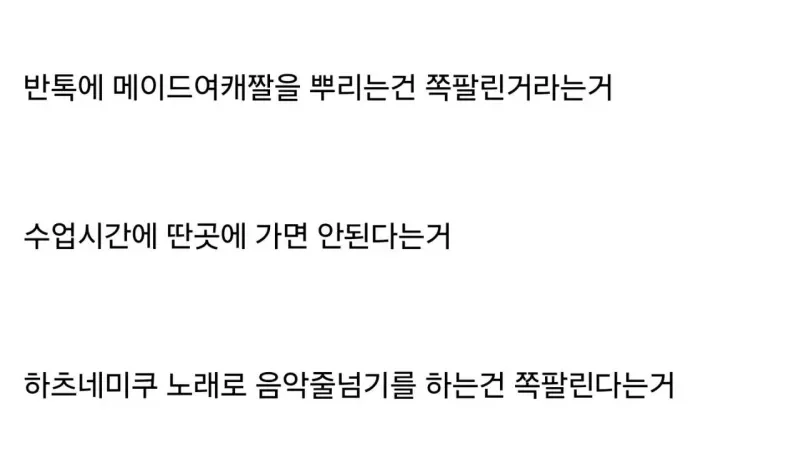 반톡에 메이드여캐짤을 뿌리는건 쪽팔린거라는거
수업시간에 딴곳에 가면 안된다는거
하츠네미쿠 노래로 음악줄넘기를 하는건 쪽팔린다는거